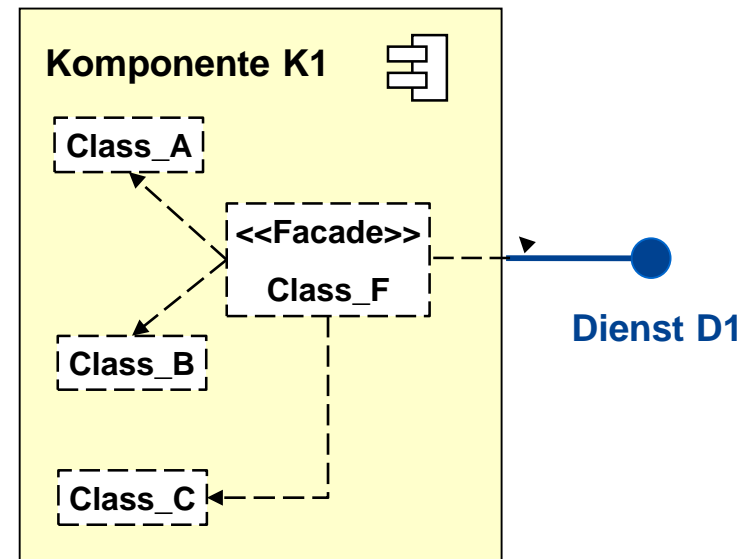 Komponente K1
Class_A
<<Facade>>
Class_F
Dienst D1
Class_B
Class_C